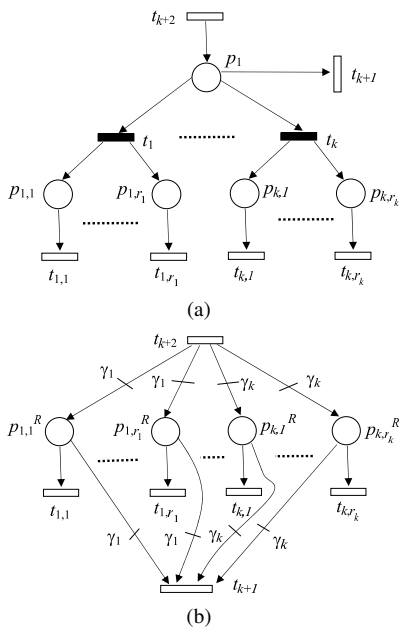 t_{k+2}
p_1
t_{k+1}
t_1 t_k
p_{1,1} p_{1,r_1} p_{k,1} p_{k,r_k}
t_{1,1} t_{1,r_1} t_{k,1} t_{k,r_k}
(a)
t_{k+2}
γ_1 γ_1 γ_k γ_k
p_{1,1}^R p_{1,r_1}^R p_{k,1}^R p_{k,r_k}^R
t_{1,1} t_{1,r_1} t_{k,1} t_{k,r_k}
γ_1 γ_1 γ_k γ_k
t_{k+1}
(b)